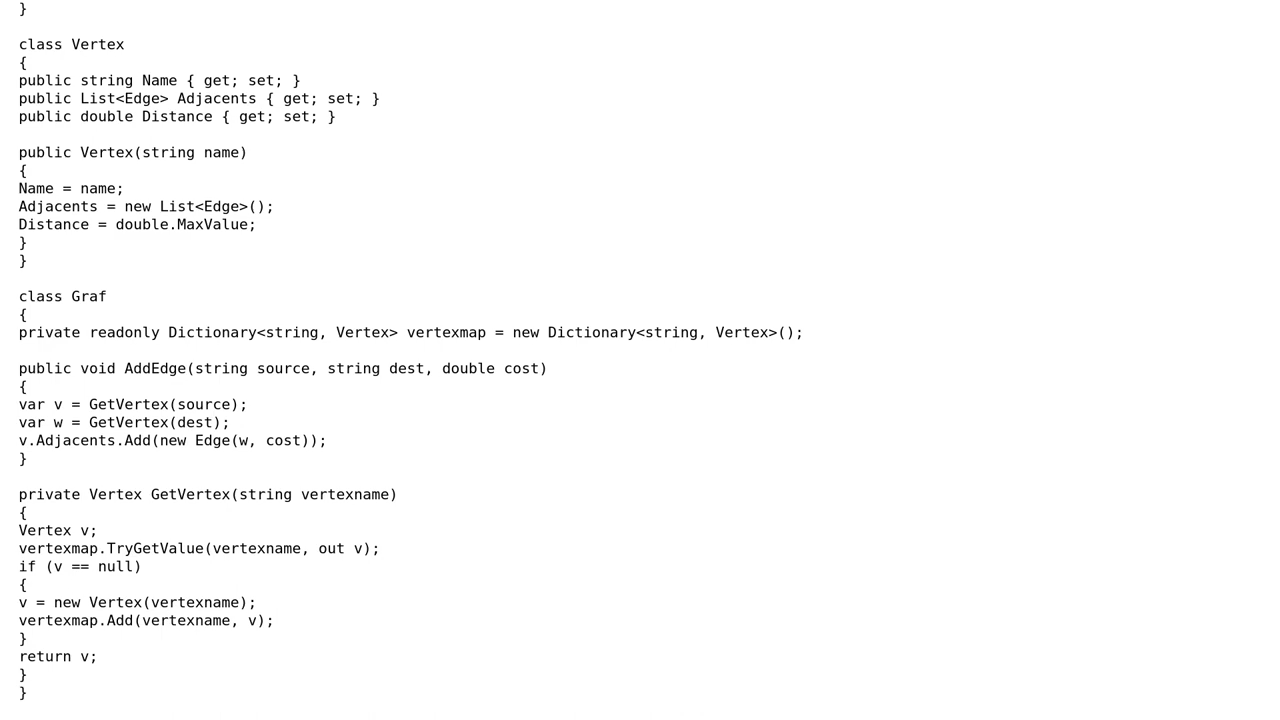 }
class Vertex
{
public string Name { get; set; }
public List<Edge> Adjacents { get; set; }
public double Distance { get; set; }
public Vertex(string name)
{
Name = name;
Adjacents = new List<Edge>();
Distance = double.MaxValue;
}
}
class Graf
{
private readonly Dictionary<string, Vertex> vertexmap = new Dictionary<string, Vertex>();
public void AddEdge(string source, string dest, double cost)
{
var v = GetVertex(source);
var w = GetVertex(dest);
v.Adjacents.Add(new Edge(w, cost));
}
private Vertex GetVertex(string vertexname)
{
Vertex v;
vertexmap.TryGetValue(vertexname, out v);
if (v == null)
{
v = new Vertex(vertexname);
vertexmap.Add(vertexname, v);
}
return v;
}
}